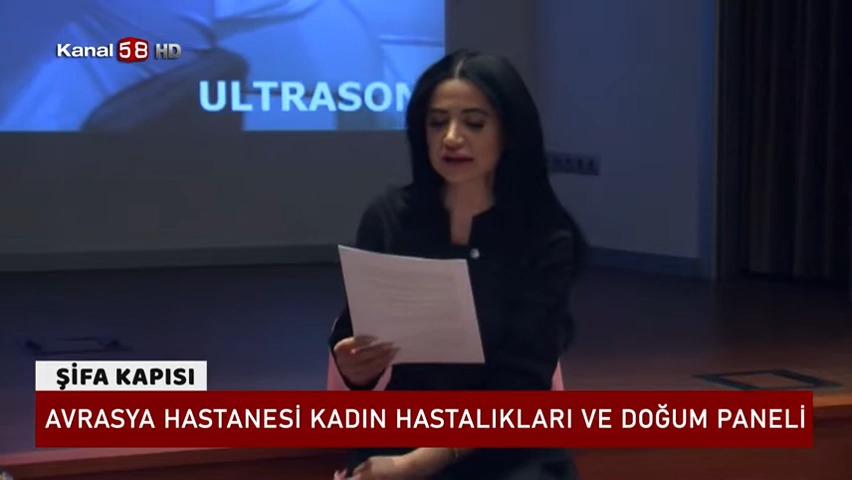 Kanal 58 HD
ULTRASON
ŞİFA KAPISI
AVRASYA HASTANESİ KADIN HASTALIKLARI VE DOĞUM PANELİ